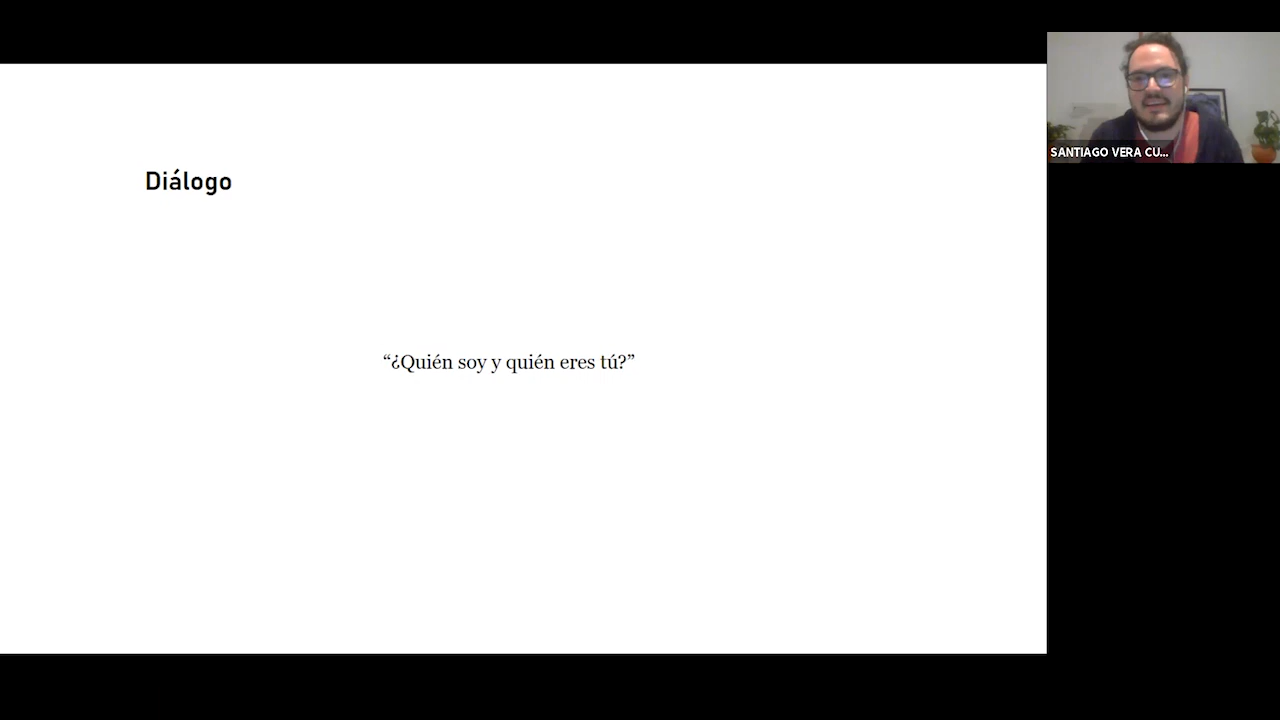 Diálogo
“¿Quién soy y quién eres tú?”
SANTIAGO VERA CU...